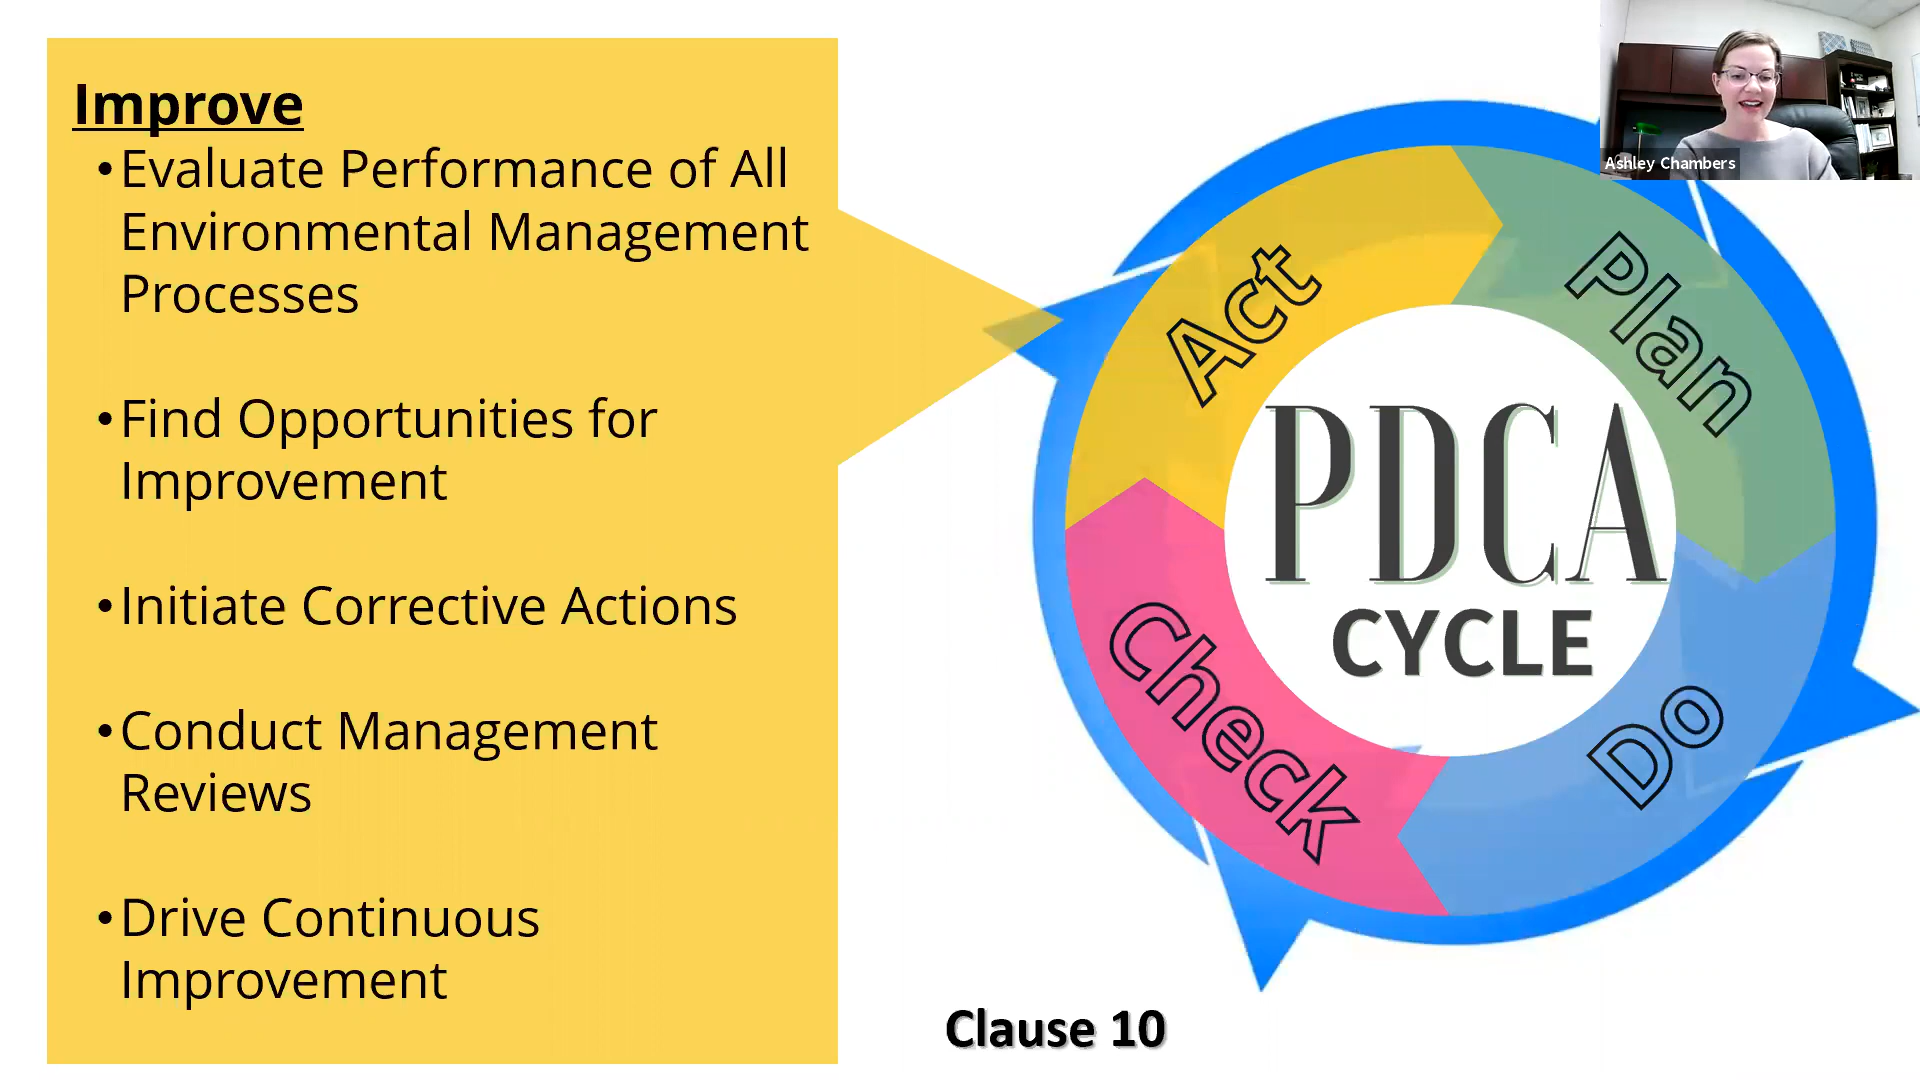 Improve
•Evaluate Performance of All
Environmental Management
Processes
•Find Opportunities for
Improvement
•Initiate Corrective Actions
•Conduct Management
Reviews
•Drive Continuous
Improvement
Act
Plan
PDCA
CYCLE
Check
Do
Clause 10
Ashley Chambers